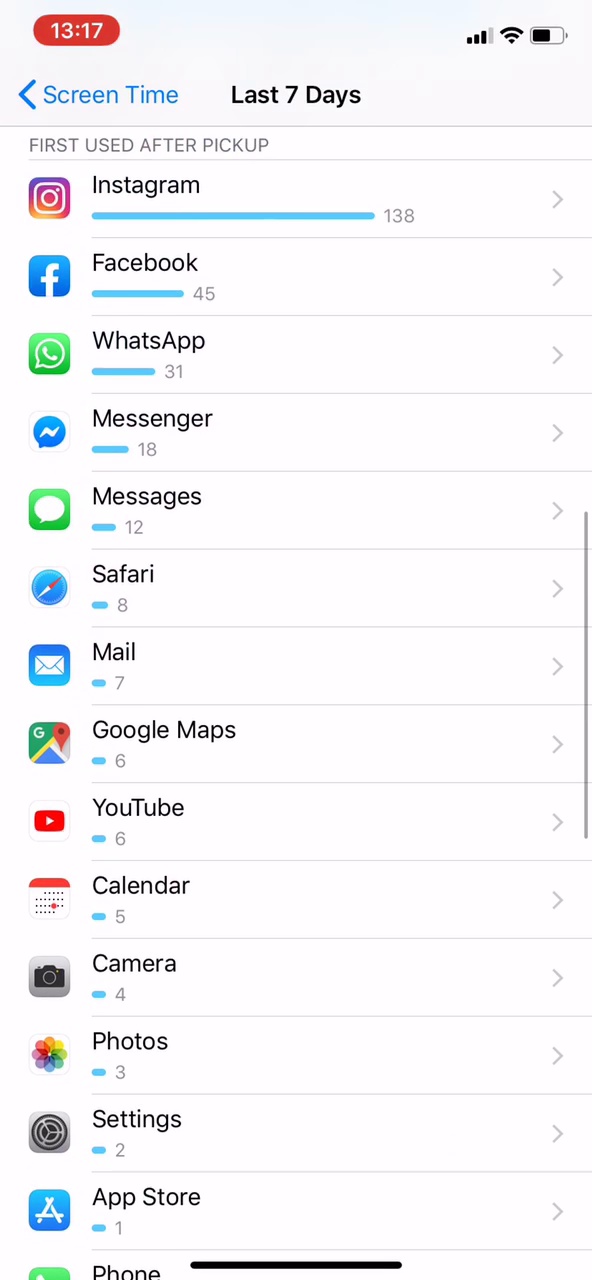 13:17
Screen Time
Last 7 Days
FIRST USED AFTER PICKUP
Instagram
138
Facebook
45
WhatsApp
31
Messenger
18
Messages
12
Safari
8
Mail
7
Google Maps
6
YouTube
6
Calendar
5
Camera
4
Photos
3
Settings
2
App Store
1
Phone